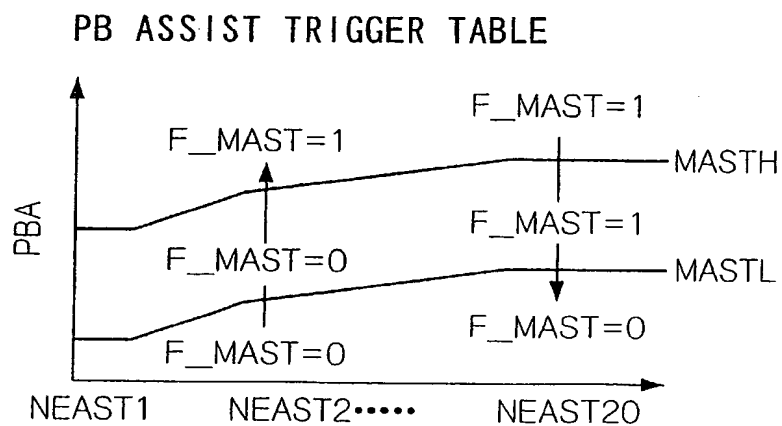 PB ASSIST TRIGGER TABLE
F_MAST=1
F_MAST=1
MASTH
PBA
F_MAST=1
F_MAST=0
MASTL
F_MAST=0
F_MAST=0
NEAST1 NEAST2••••• NEAST20